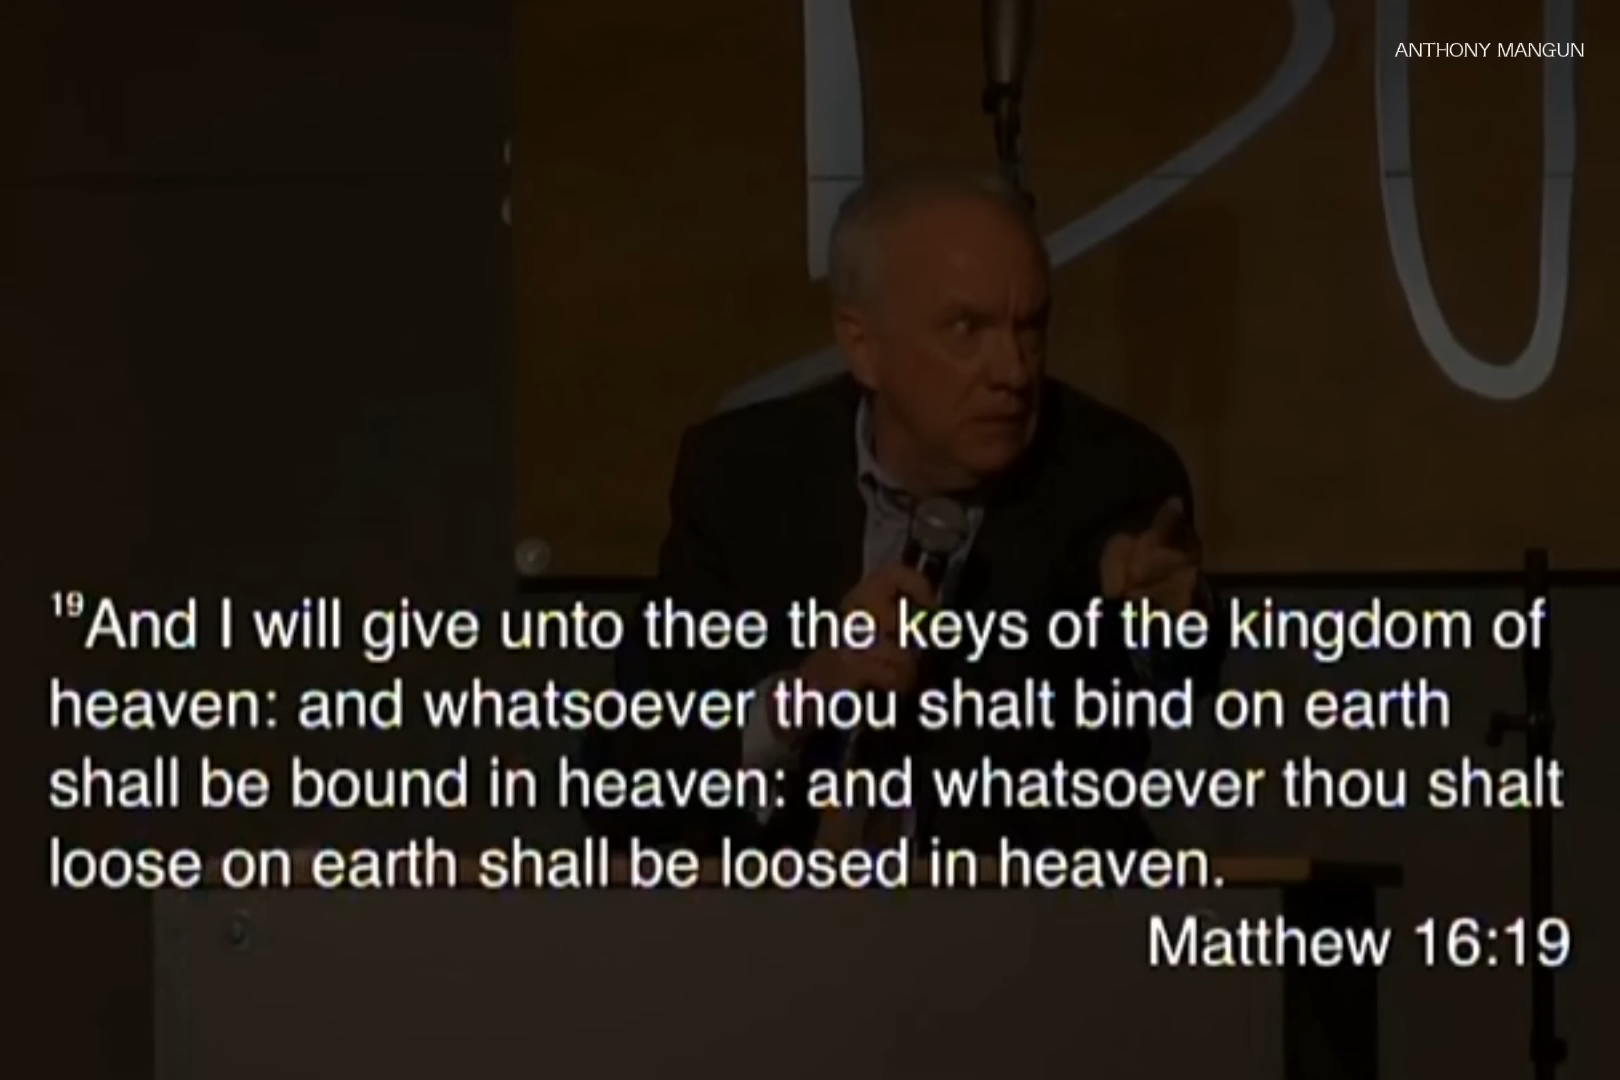 ANTHONY MANGUN
¹⁹And I will give unto thee the keys of the kingdom of
heaven: and whatsoever thou shalt bind on earth
shall be bound in heaven: and whatsoever thou shalt
loose on earth shall be loosed in heaven.
Matthew 16:19